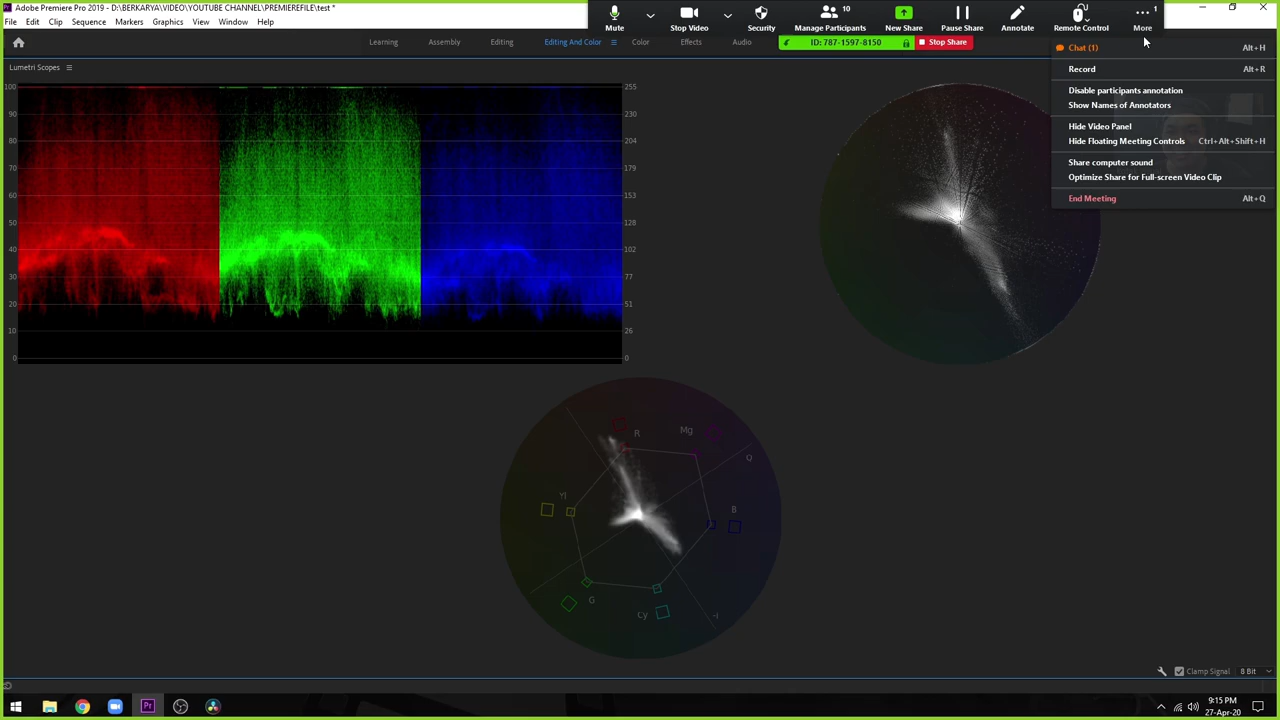 Adobe Premiere Pro 2019 - D:\BERKARYA\VIDEO\YOUTUBE CHANNEL\PREMIEREFILE\test *
File Edit Clip Sequence Markers Graphics View Window Help
10
1
Mute Stop Video Security Manage Participants New Share Pause Share Annotate Remote Control More
Learning Assembly Editing Editing And Color Color Effects Audio
ID: 787-1597-8150 Stop Share
Chat (1) Alt+H
Record Alt+R
Disable participants annotation
Show Names of Annotators
Hide Video Panel
Hide Floating Meeting Controls Ctrl+Alt+Shift+H
Share computer sound
Optimize Share for Full-screen Video Clip
End Meeting Alt+Q
Lumetri Scopes
100 255
90 230
80 204
70 178
60 153
50 128
40 102
30 77
20 51
10 26
0 0
R Mg
Q
Yl B
G Cy -i
Clamp Signal 8 Bit
Pr
9:15 PM
27-Apr-20